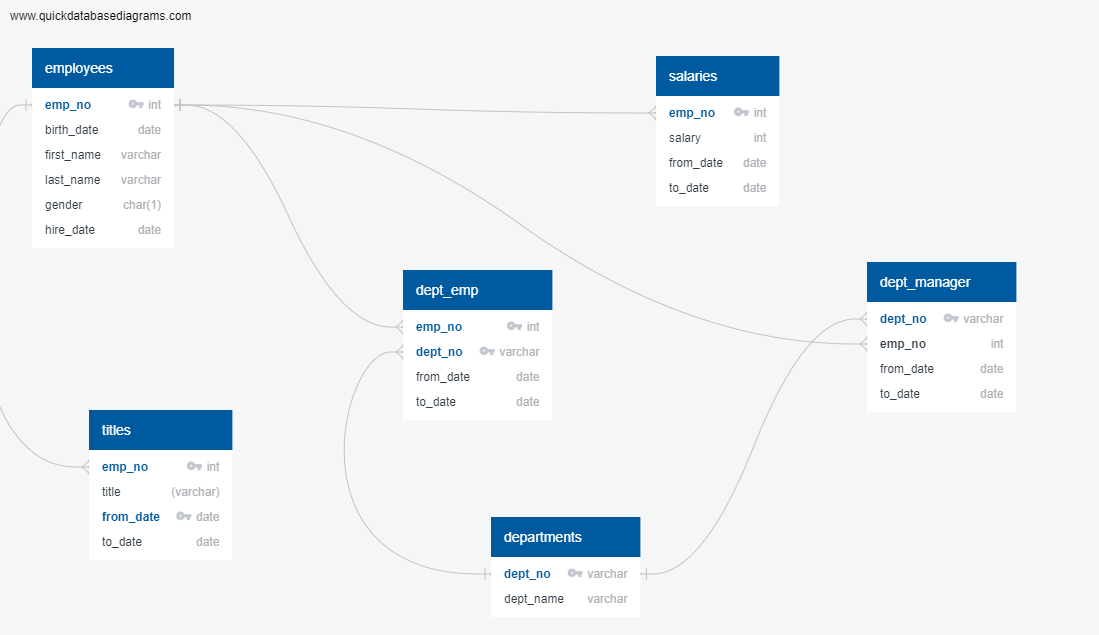 www.quickdatabasediagrams.com
employees
emp_no int
birth_date date
first_name varchar
last_name varchar
gender char(1)
hire_date date
salaries
emp_no int
salary int
from_date date
to_date date
dept_emp
emp_no int
dept_no varchar
from_date date
to_date date
dept_manager
dept_no varchar
emp_no int
from_date date
to_date date
titles
emp_no int
title (varchar)
from_date date
to_date date
departments
dept_no varchar
dept_name varchar